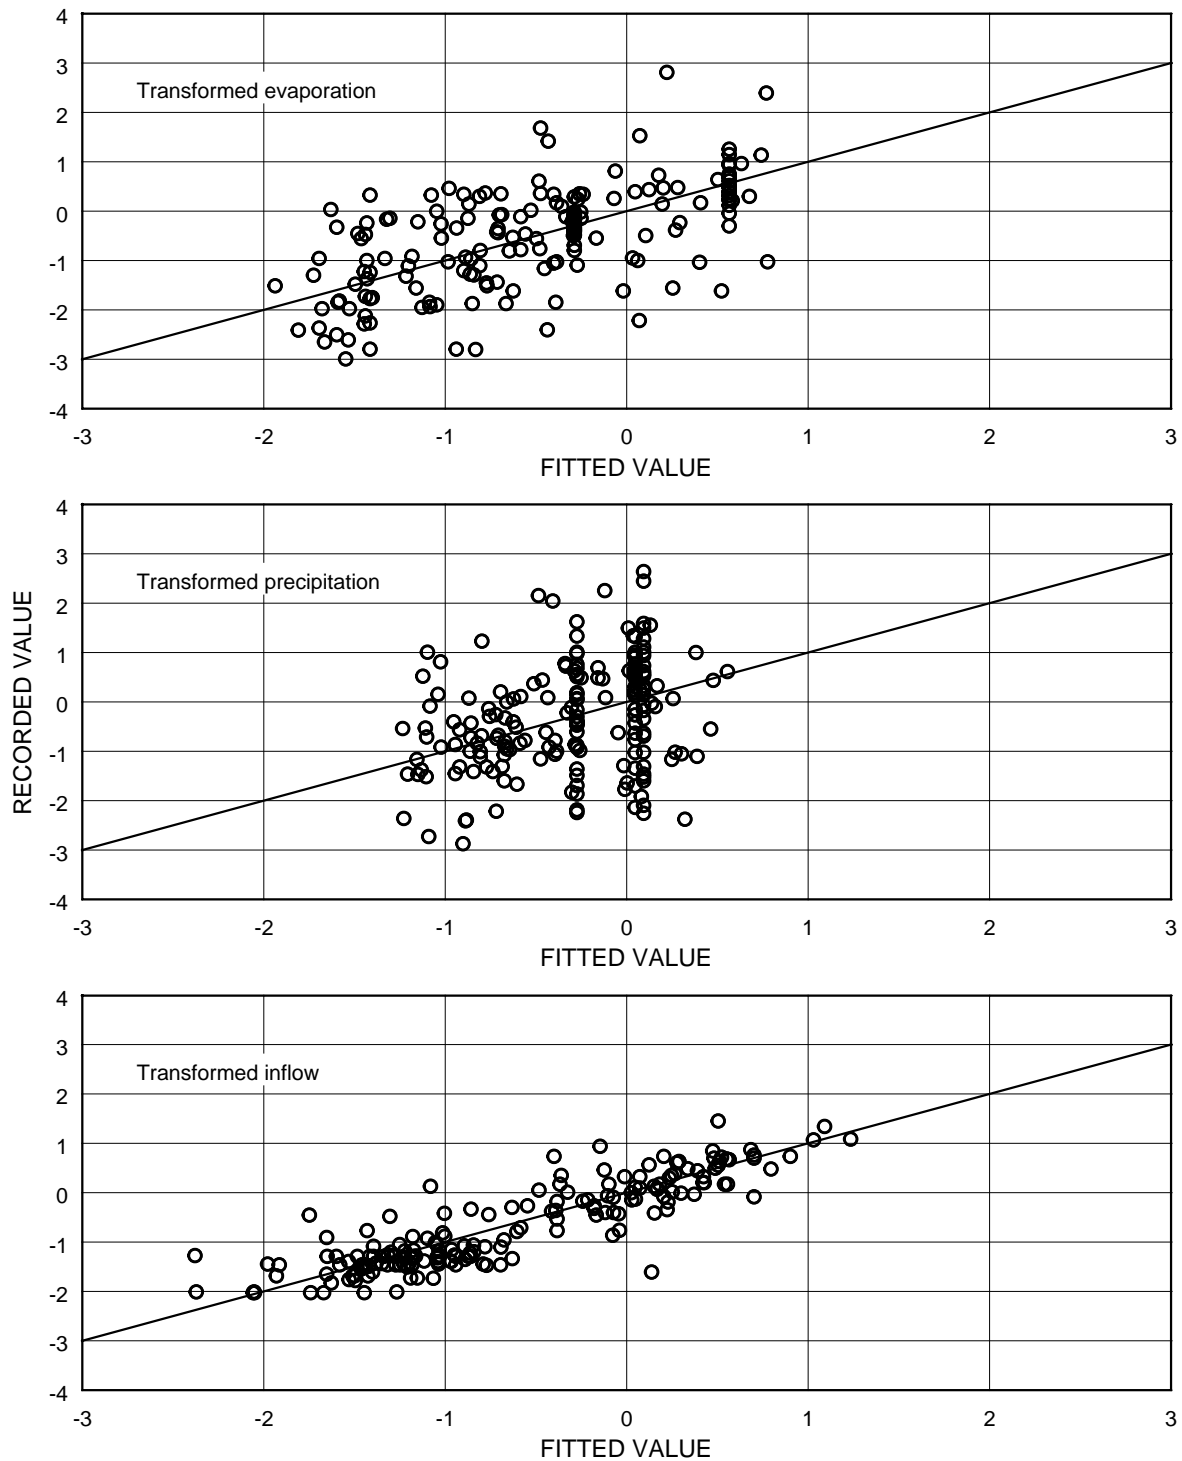 4
3
Transformed evaporation
2
1
0
-1
-2
-3
-4
-3 -2 -1 0 1 2 3
FITTED VALUE
4
3
Transformed precipitation
2
1
0
-1
-2
-3
-4
-3 -2 -1 0 1 2 3
FITTED VALUE
RECORDED VALUE
4
3
Transformed inflow
2
1
0
-1
-2
-3
-4
-3 -2 -1 0 1 2 3
FITTED VALUE